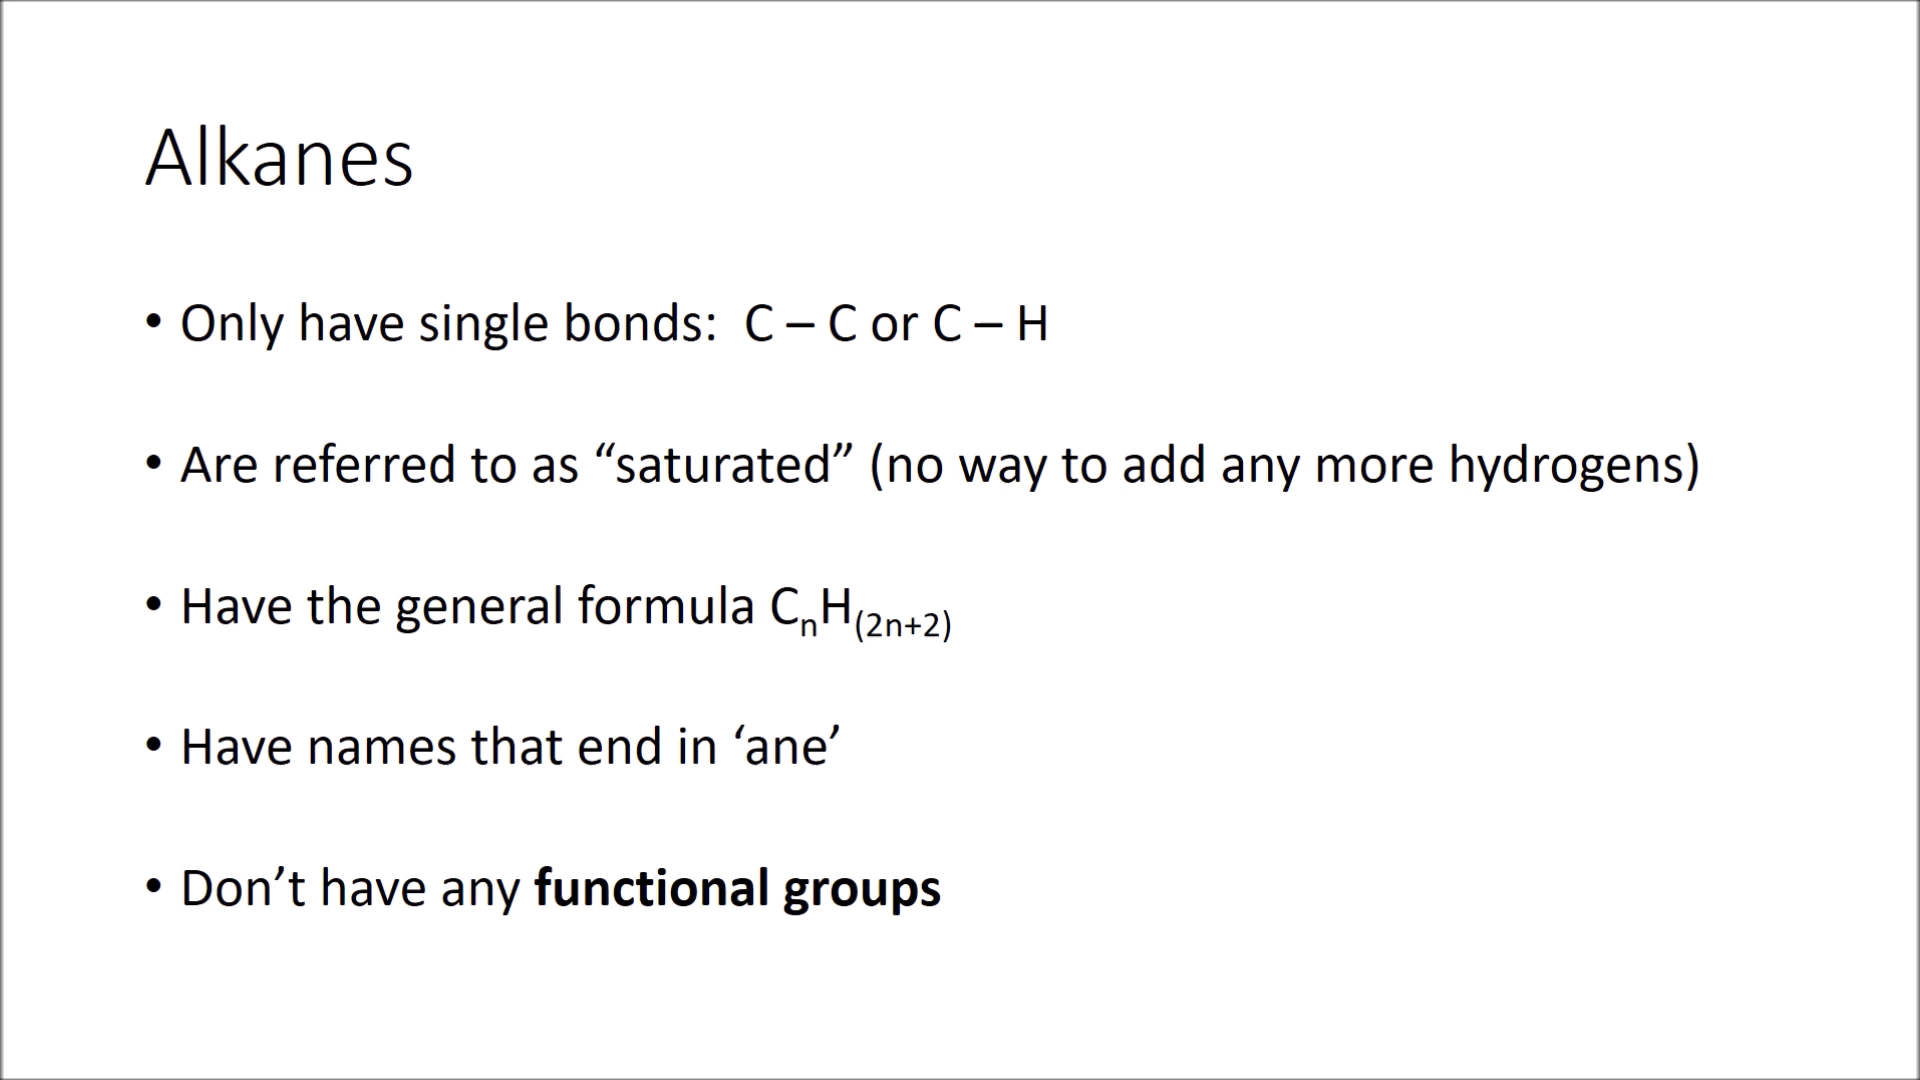 Alkanes
• Only have single bonds:  C – C or C – H
• Are referred to as “saturated” (no way to add any more hydrogens)
• Have the general formula CₙH₍₂ₙ₊₂₎
• Have names that end in ‘ane’
• Don’t have any functional groups